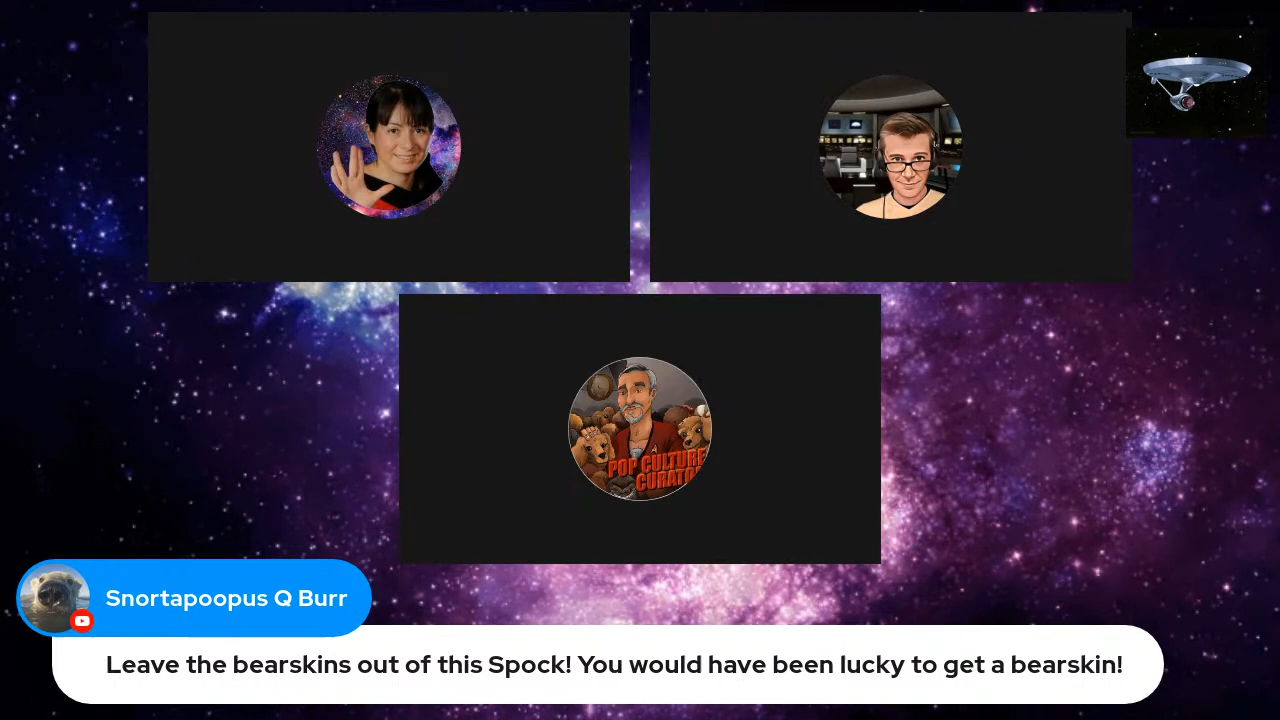 POP CULTURE
CURATO
Snortapoopus Q Burr
Leave the bearskins out of this Spock! You would have been lucky to get a bearskin!